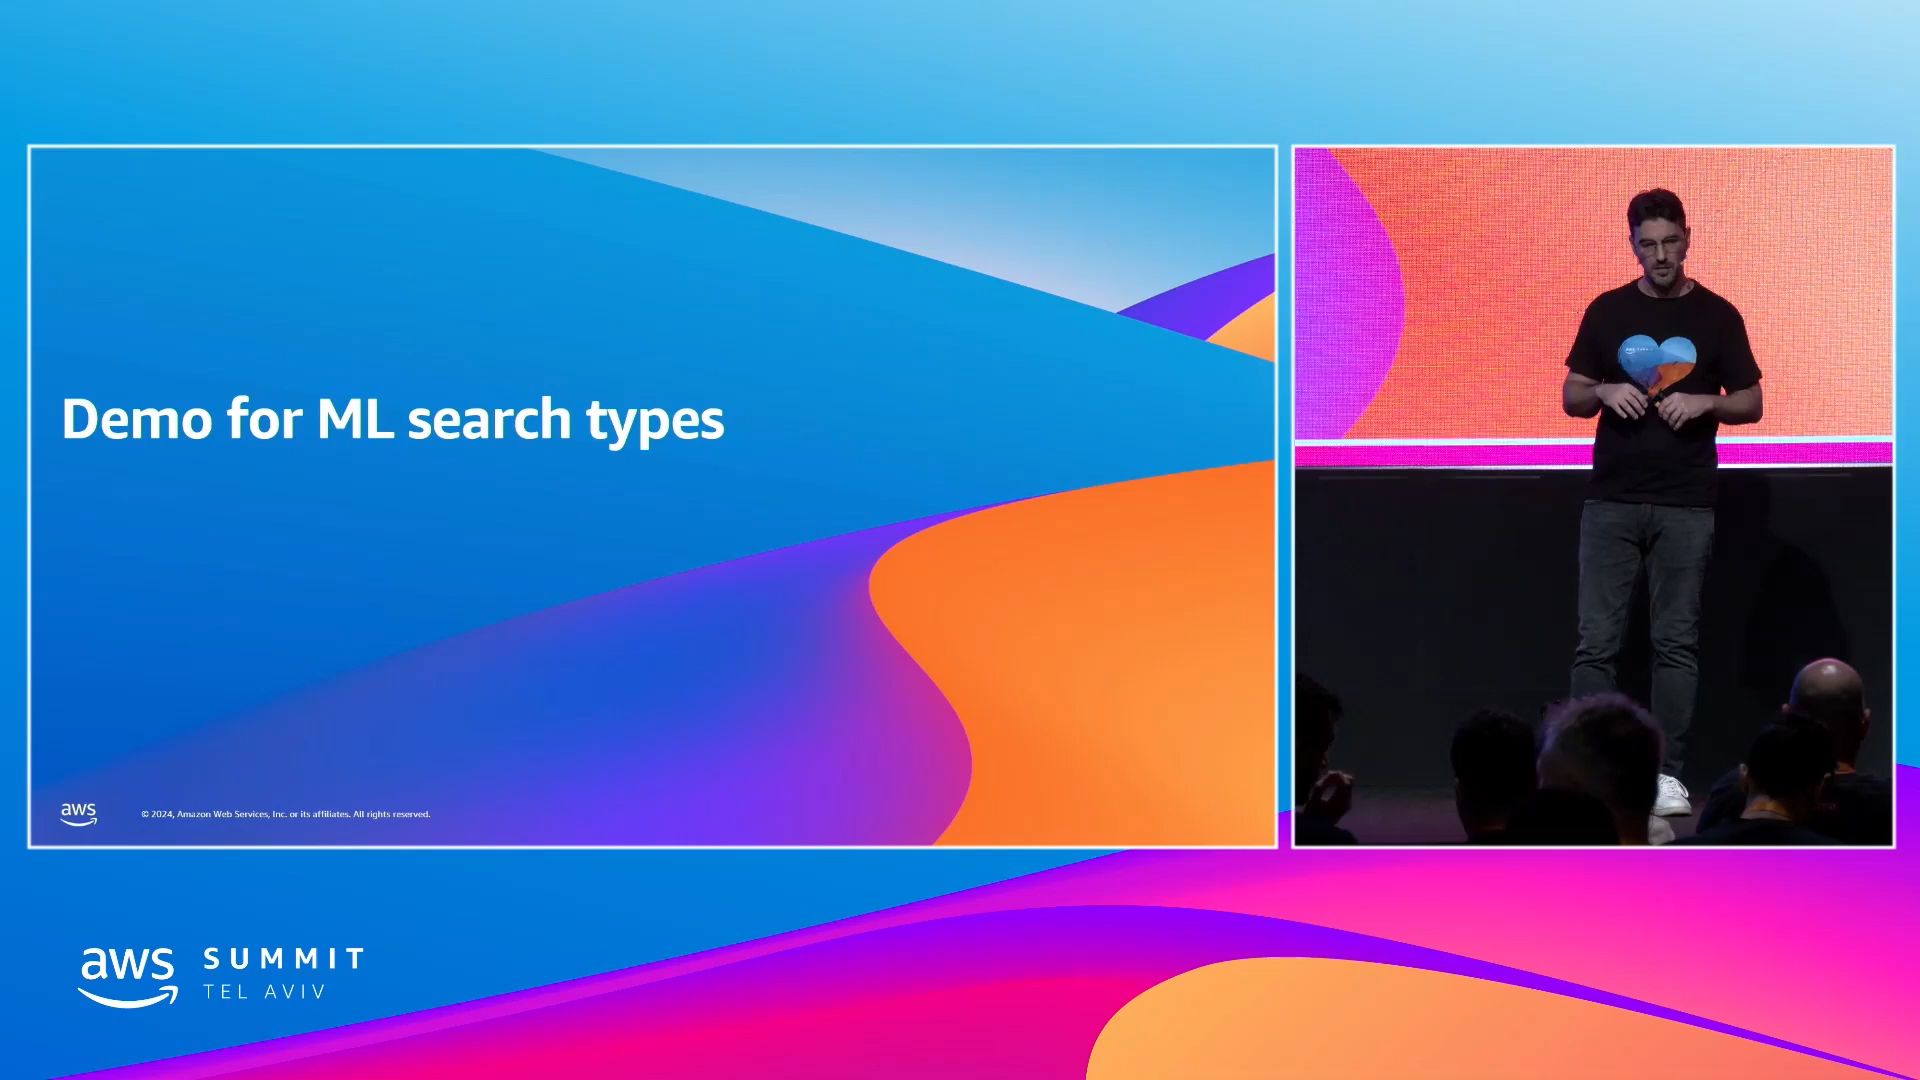 Demo for ML search types
aws
© 2024, Amazon Web Services, Inc. or its affiliates. All rights reserved.
aws
SUMMIT
TEL AVIV